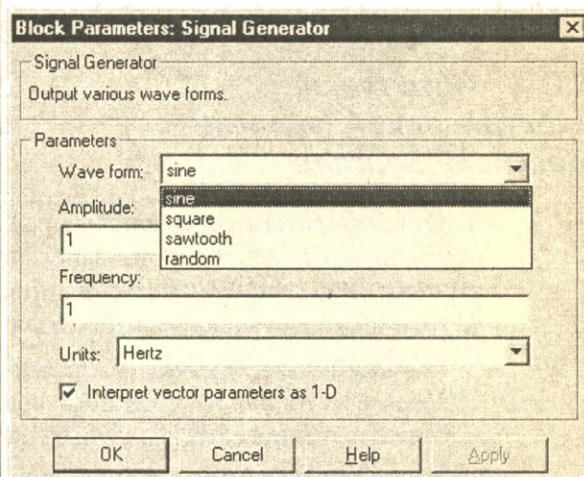 Block Parameters: Signal Generator
Signal Generator
Output various wave forms.
Parameters
Wave form: sine
sine
square
sawtooth
random
Amplitude:
1
Frequency:
1
Units: Hertz
Interpret vector parameters as 1-D
OK Cancel Help Apply